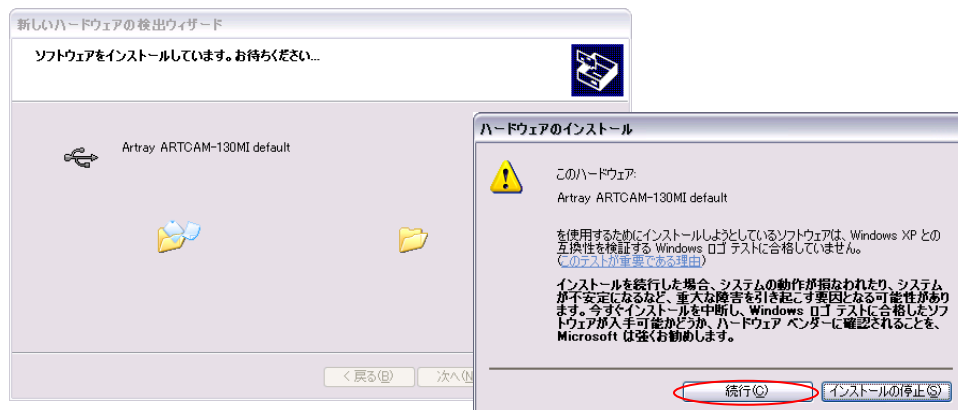 新しいハードウェアの検出ウィザード
ソフトウェアをインストールしています。お待ちください...
Artray ARTCAM-130MI default
< 戻る(B)
次へ(N
ハードウェアのインストール
このハードウェア:
Artray ARTCAM-130MI default
を使用するためにインストールしようとしているソフトウェアは、Windows XP との
互換性を検証する Windows ロゴ テストに合格していません。
(このテストが重要である理由)
インストールを続行した場合、システムの動作が損なわれたり、システム
が不安定になるなど、重大な障害を引き起こす要因となる可能性があり
ます。今すぐインストールを中断し、Windows ロゴ テストに合格したソフ
トウェアが入手可能かどうか、ハードウェア ベンダーに確認されることを、
Microsoft は強くお勧めします。
続行(C)
インストールの停止(S)